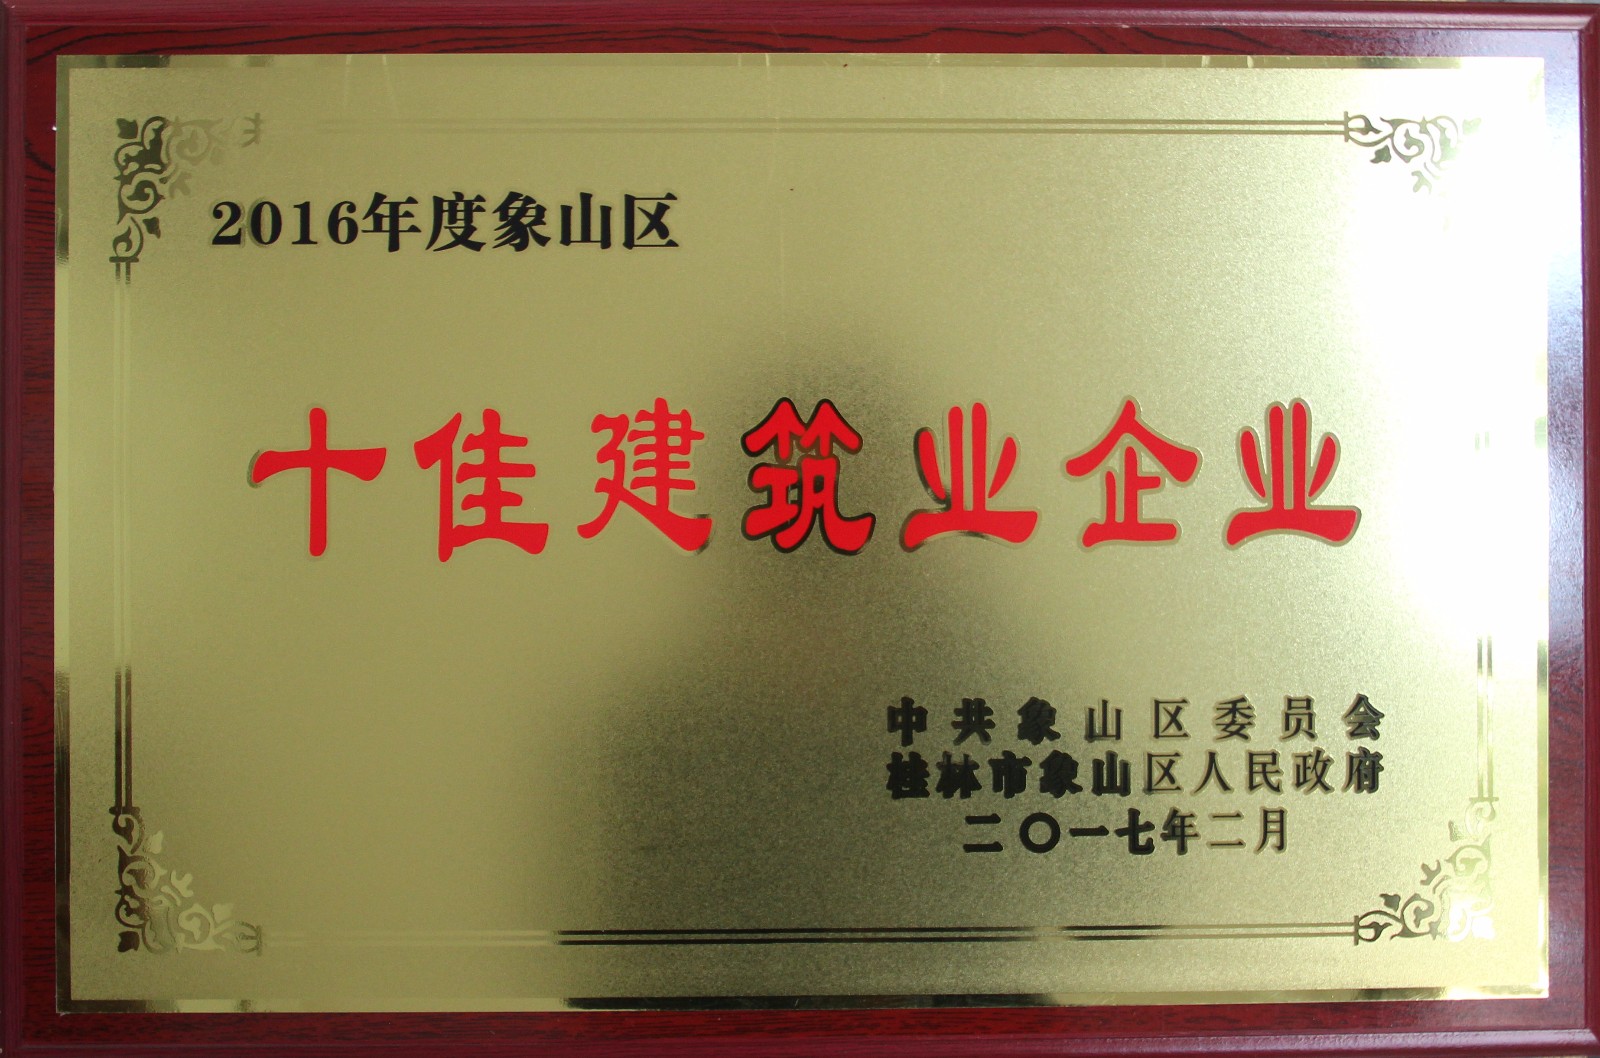 2016年度象山区
十佳建筑业企业
中共象山区委员会
桂林市象山区人民政府
二〇一七年二月